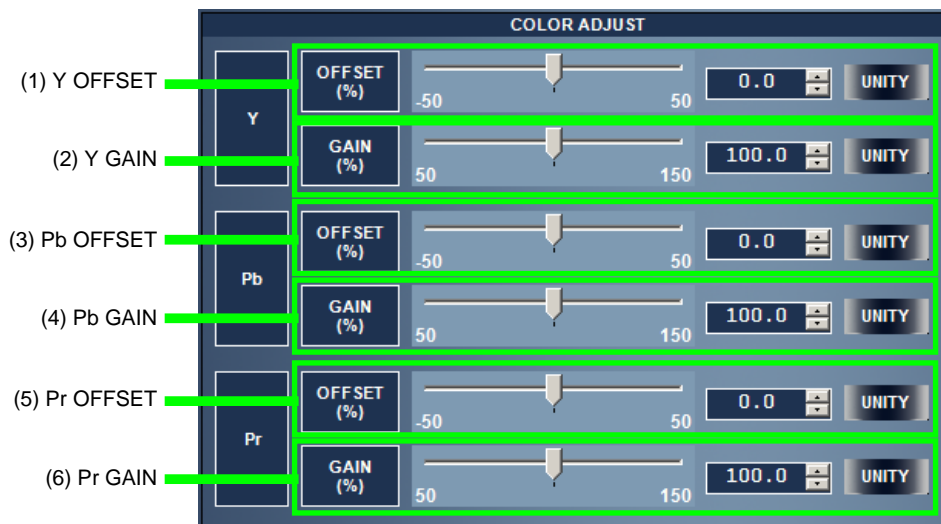 COLOR ADJUST
(1) Y OFFSET
Y
OFFSET
(%)
-50
50
0.0
UNITY
(2) Y GAIN
GAIN
(%)
50
150
100.0
UNITY
(3) Pb OFFSET
Pb
OFFSET
(%)
-50
50
0.0
UNITY
(4) Pb GAIN
GAIN
(%)
50
150
100.0
UNITY
(5) Pr OFFSET
Pr
OFFSET
(%)
-50
50
0.0
UNITY
(6) Pr GAIN
GAIN
(%)
50
150
100.0
UNITY